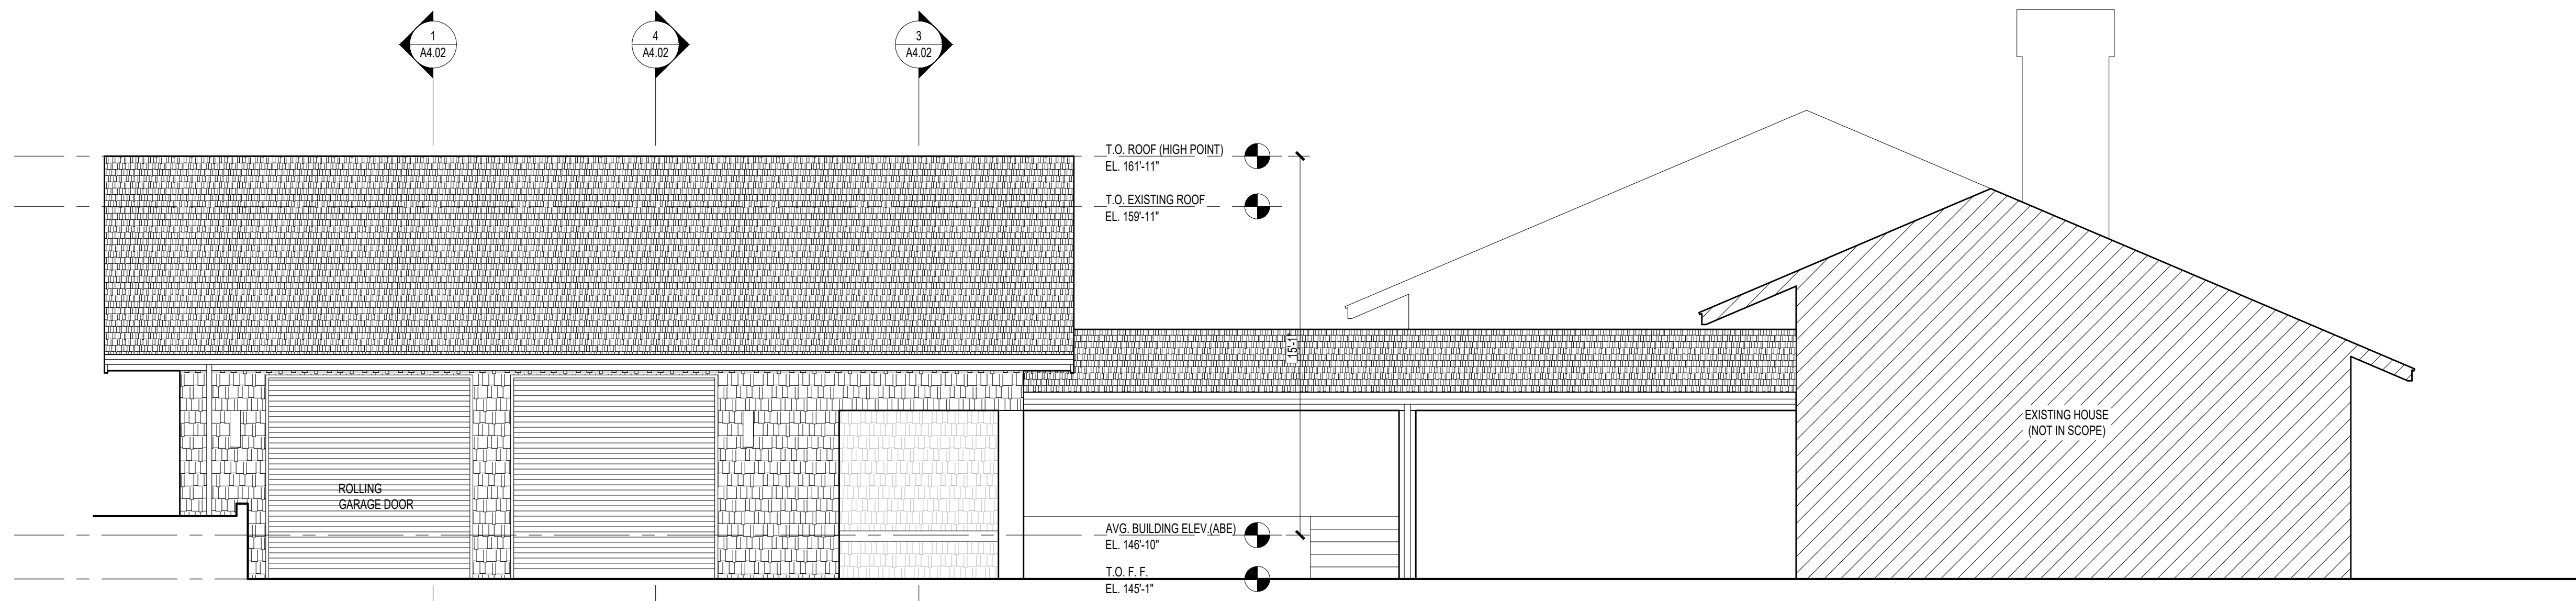 1
A4.02
4
A4.02
3
A4.02
T.O. ROOF (HIGH POINT)
EL. 161'-11"
T.O. EXISTING ROOF
EL. 159'-11"
15'-1"
EXISTING HOUSE
(NOT IN SCOPE)
ROLLING
GARAGE DOOR
AVG. BUILDING ELEV.(ABE)
EL. 146'-10"
T.O. F. F.
EL. 145'-1"